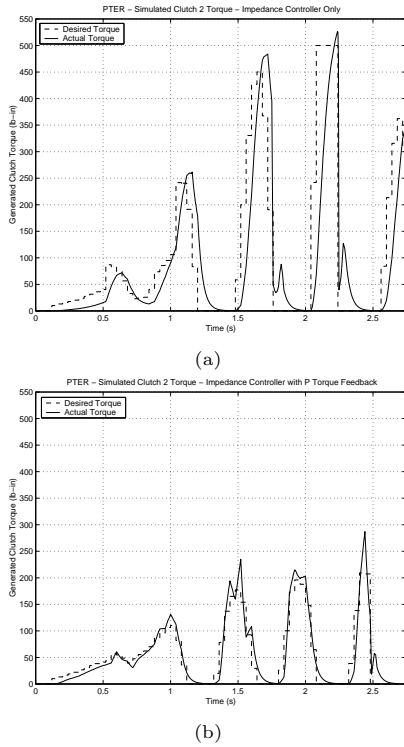 PTER – Simulated Clutch 2 Torque – Impedance Controller Only
Desired Torque
Actual Torque
Generated Clutch Torque (lb–in)
550
500
450
400
350
300
250
200
150
100
50
0
0 0.5 1 1.5 2 2.5
Time (s)
(a)
PTER – Simulated Clutch 2 Torque – Impedance Controller with P Torque Feedback
Desired Torque
Actual Torque
Generated Clutch Torque (lb–in)
550
500
450
400
350
300
250
200
150
100
50
0
0 0.5 1 1.5 2 2.5
Time (s)
(b)